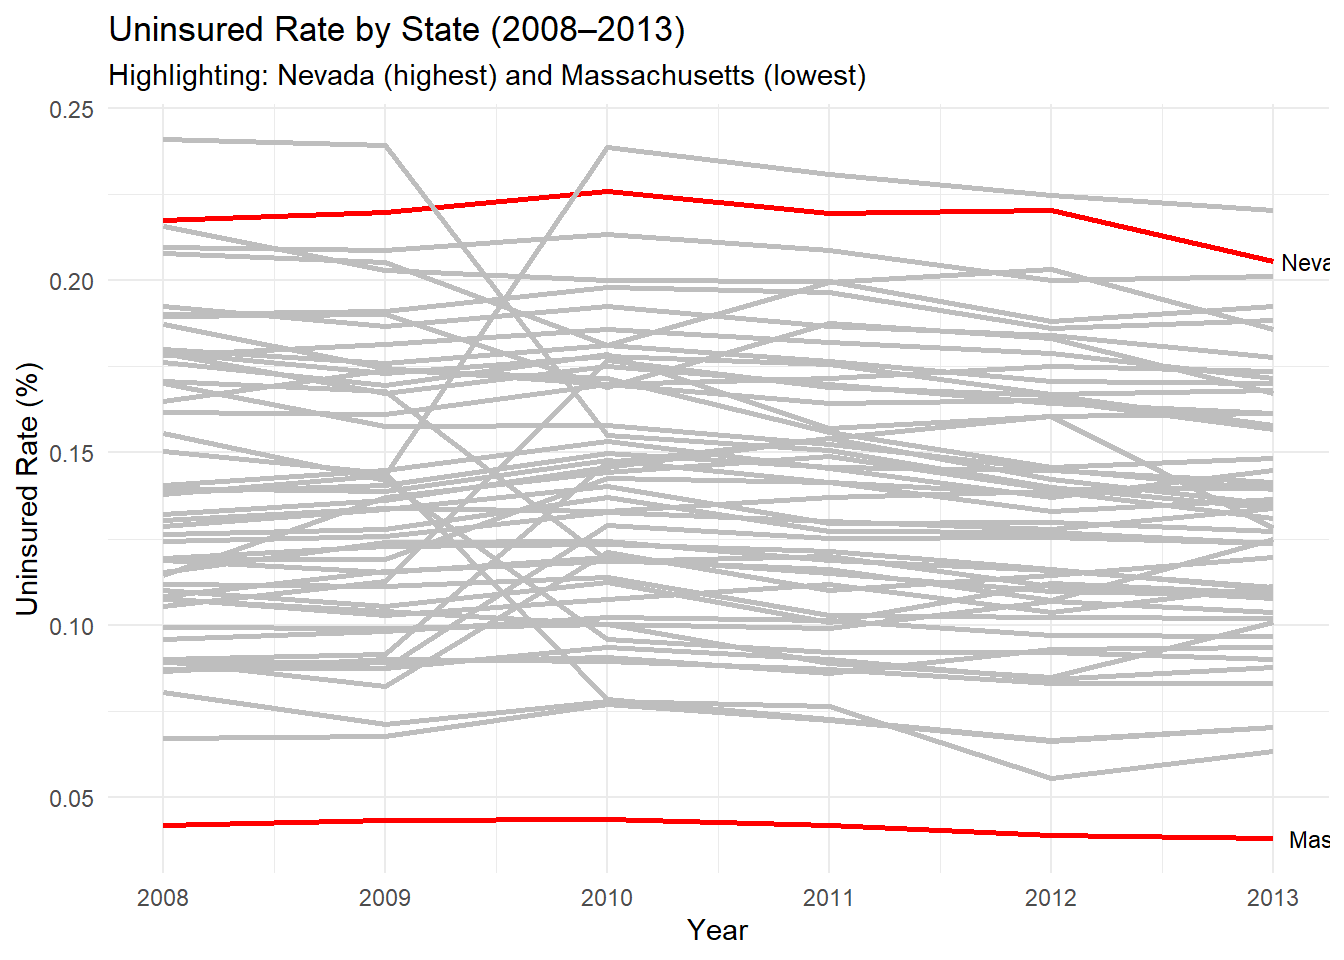 Uninsured Rate by State (2008–2013)
Highlighting: Nevada (highest) and Massachusetts (lowest)
Uninsured Rate (%)
0.25
0.20
0.15
0.10
0.05
Neva
Mas
2008 2009 2010 2011 2012 2013
Year